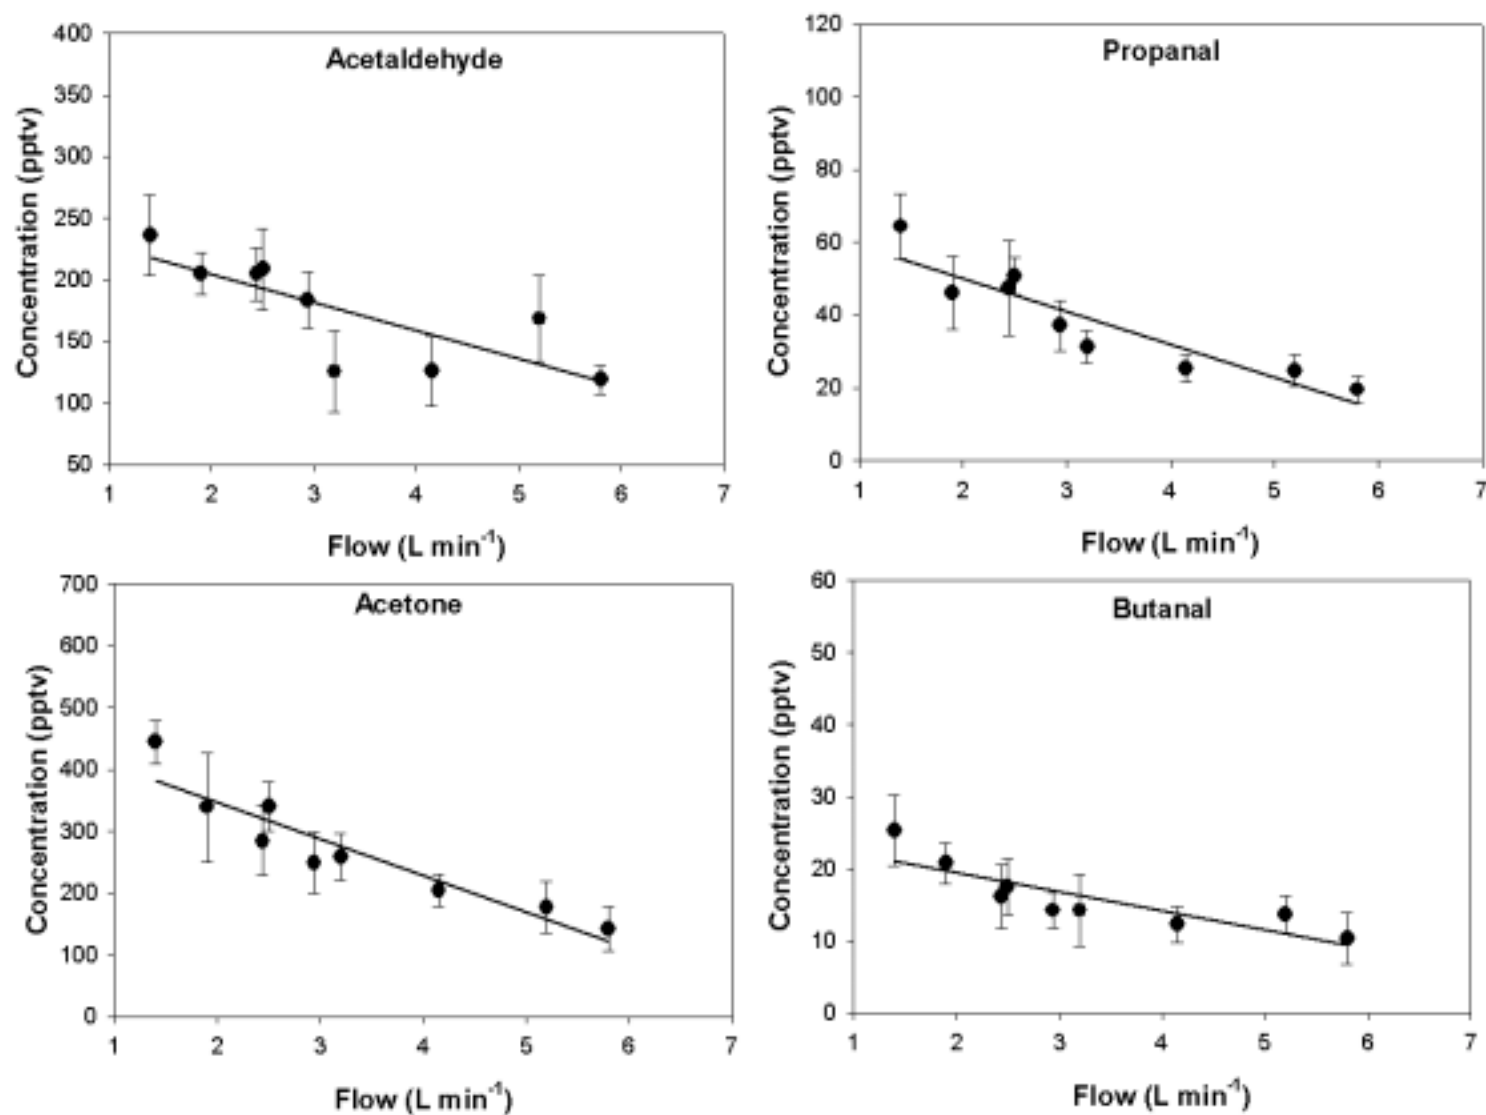 Acetaldehyde
Concentration (pptv)
400
350
300
250
200
150
100
50
1 2 3 4 5 6 7
Flow (L min-1)
Propanal
Concentration (pptv)
120
100
80
60
40
20
0
1 2 3 4 5 6 7
Flow (L min-1)
Acetone
Concentration (pptv)
700
600
500
400
300
200
100
0
1 2 3 4 5 6 7
Flow (L min-1)
Butanal
Concentration (pptv)
60
50
40
30
20
10
0
1 2 3 4 5 6 7
Flow (L min-1)